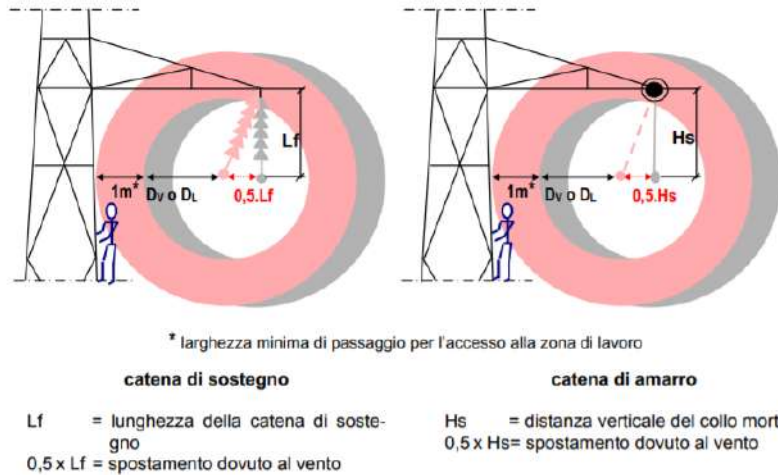 Lf
Hs
1m* Dv o DL 0,5.Lf
1m* Dv o DL 0,5.Hs
* larghezza minima di passaggio per l'accesso alla zona di lavoro
catena di sostegno
catena di amarro
Lf = lunghezza della catena di soste-
gno
0,5 x Lf = spostamento dovuto al vento
Hs = distanza verticale del collo mort
0,5 x Hs= spostamento dovuto al vento